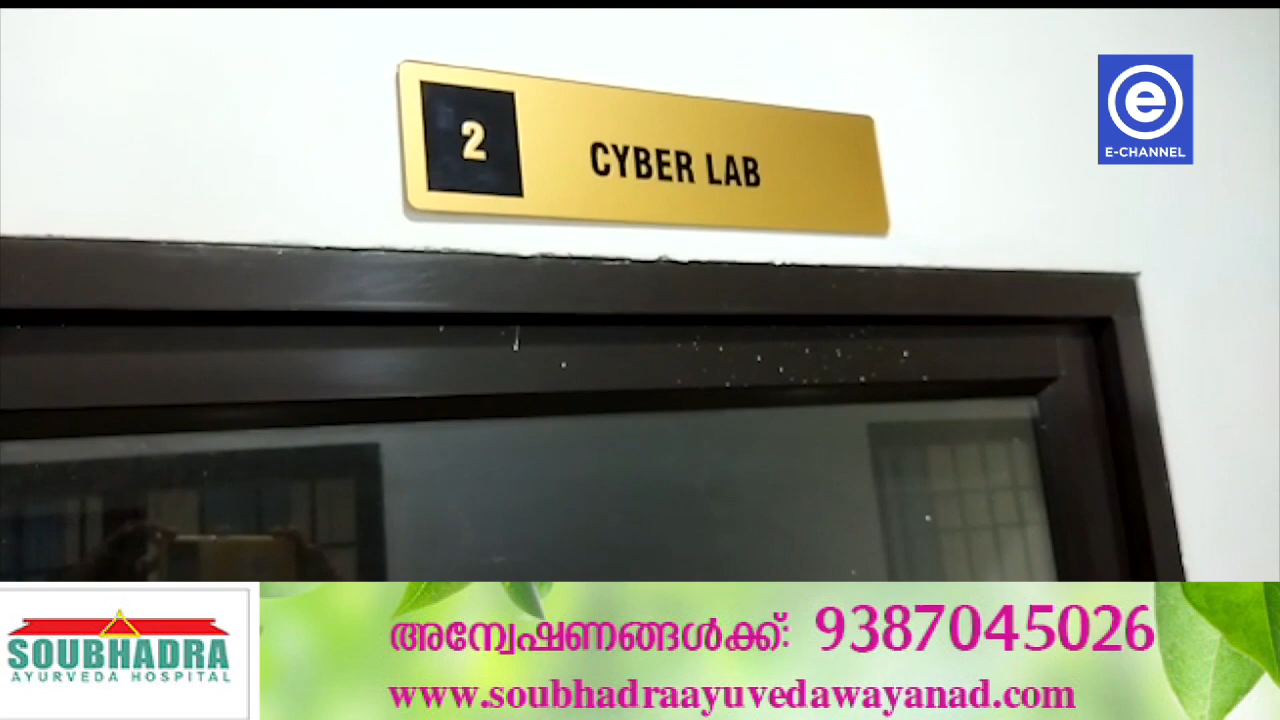 2
CYBER LAB
e
E-CHANNEL
SOUBHADRA
AYURVEDA HOSPITAL
അന്വേഷണങ്ങൾക്ക്: 9387045026
www.soubhadraayuvedawayanad.com